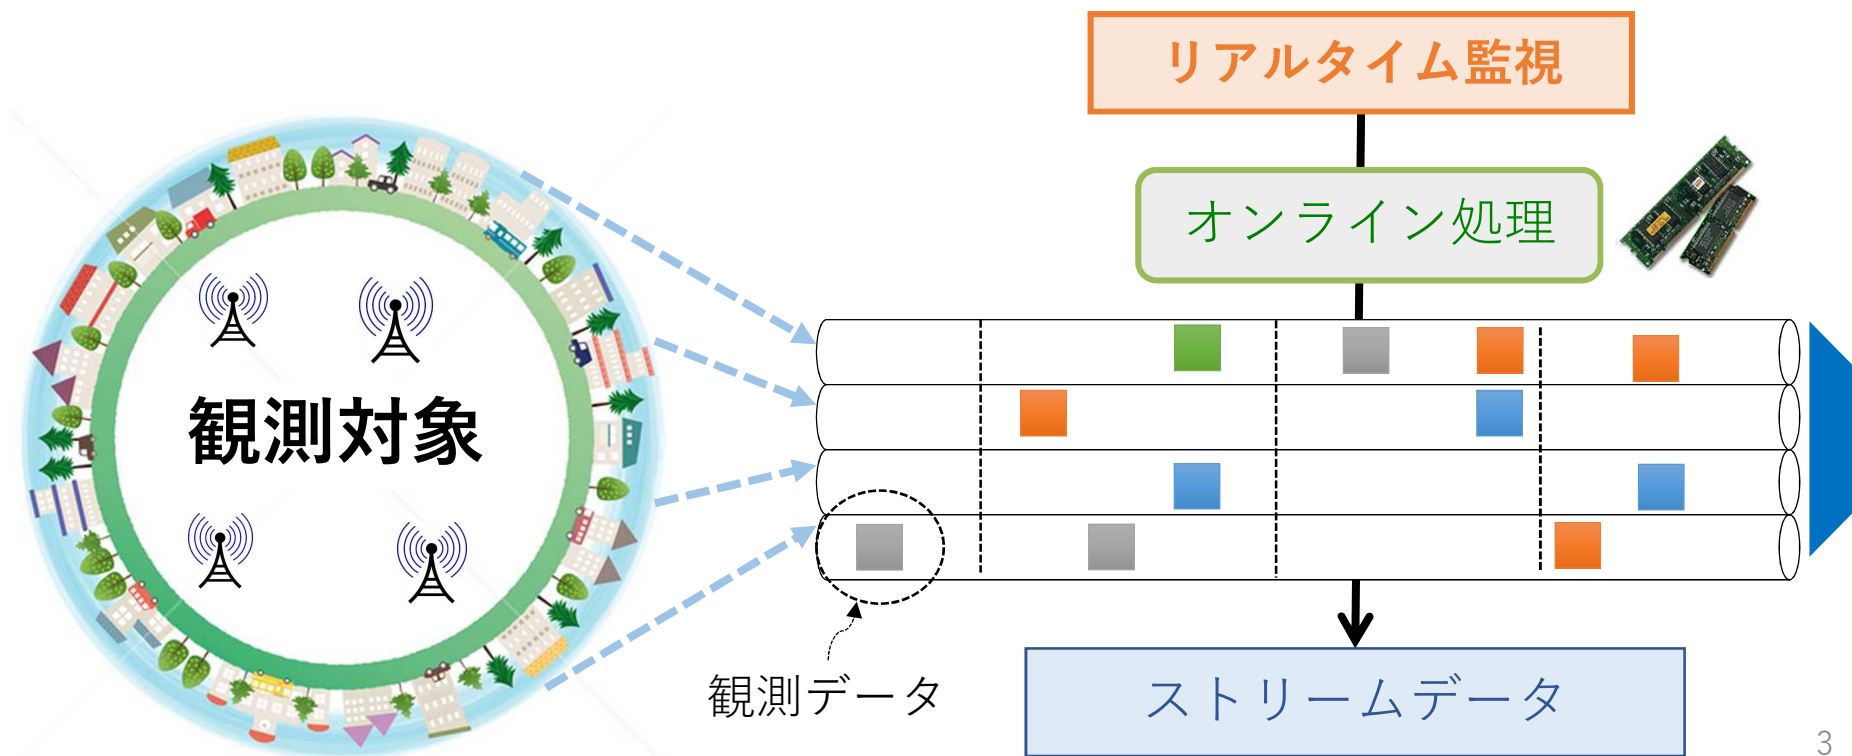 リアルタイム監視
オンライン処理
観測対象
観測データ
ストリームデータ
3